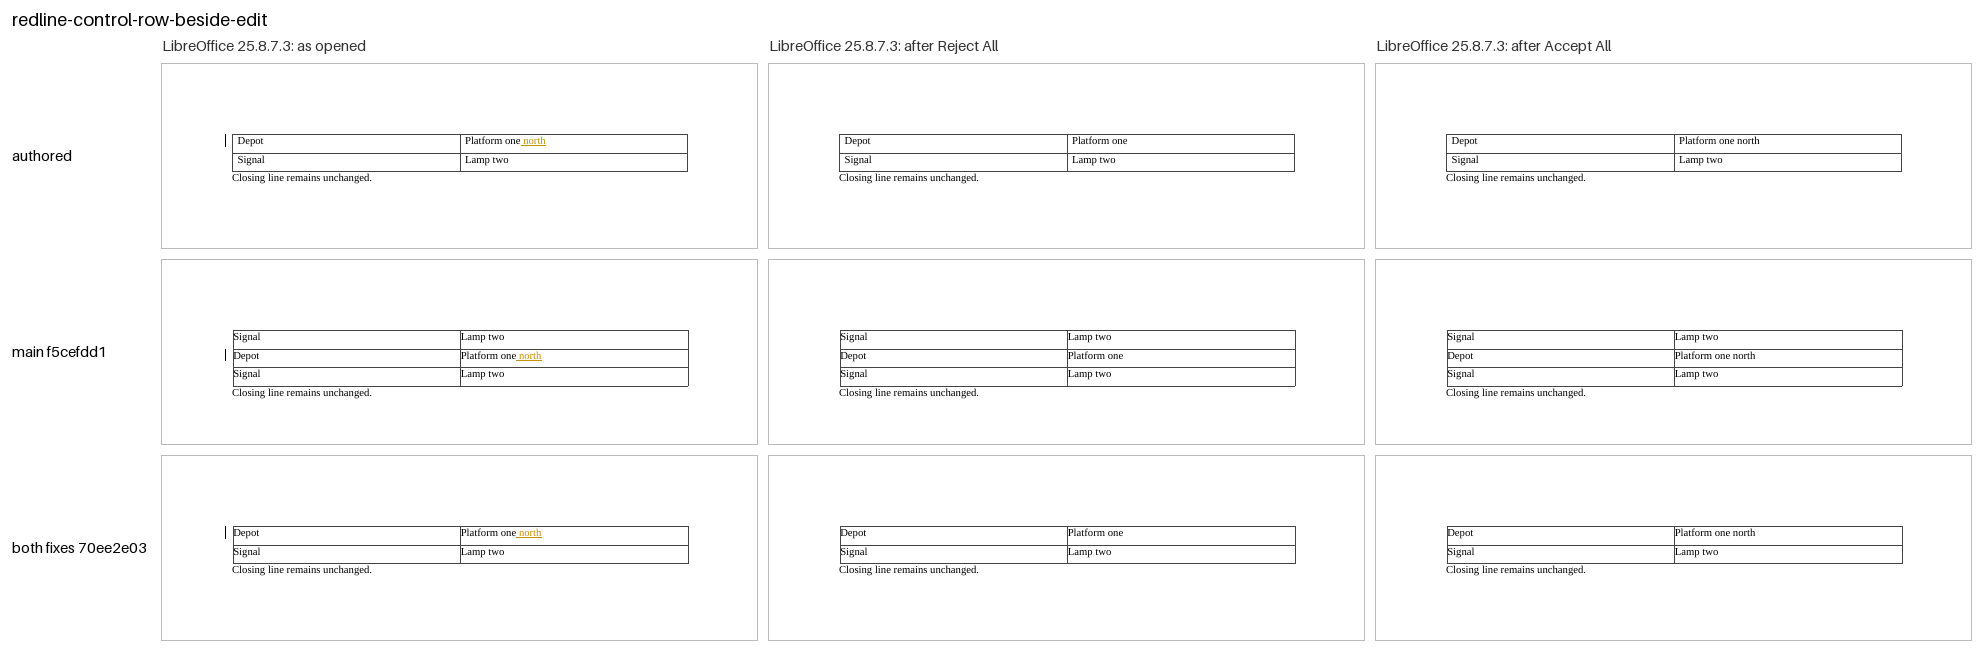 redline-control-row-beside-edit
LibreOffice 25.8.7.3: as opened
LibreOffice 25.8.7.3: after Reject All
LibreOffice 25.8.7.3: after Accept All
authored
Depot Platform one north
Signal Lamp two
Closing line remains unchanged.
Depot Platform one
Signal Lamp two
Closing line remains unchanged.
Depot Platform one north
Signal Lamp two
Closing line remains unchanged.
main f5cefdd1
Signal Lamp two
Depot Platform one north
Signal Lamp two
Closing line remains unchanged.
Signal Lamp two
Depot Platform one
Signal Lamp two
Closing line remains unchanged.
Signal Lamp two
Depot Platform one north
Signal Lamp two
Closing line remains unchanged.
both fixes 70ee2e03
Depot Platform one north
Signal Lamp two
Closing line remains unchanged.
Depot Platform one
Signal Lamp two
Closing line remains unchanged.
Depot Platform one north
Signal Lamp two
Closing line remains unchanged.